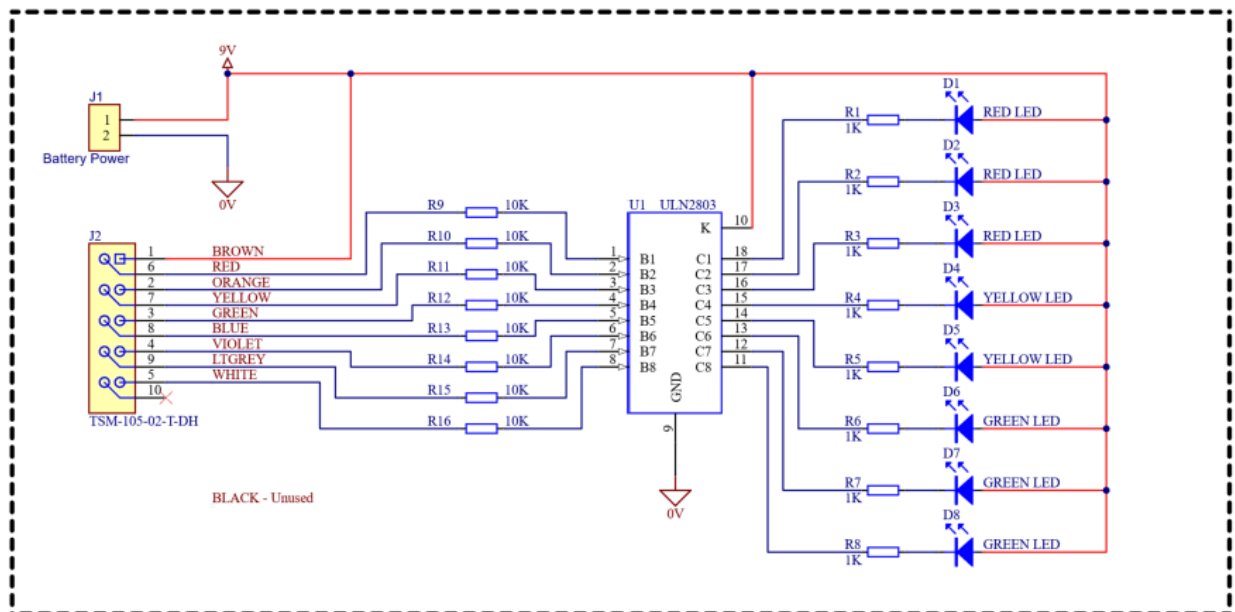 9V
J1
1
2
Battery Power
0V
J2
1 BROWN
6 RED
2 ORANGE
7 YELLOW
3 GREEN
8 BLUE
4 VIOLET
9 LTGREY
5 WHITE
10
TSM-105-02-T-DH
BLACK - Unused
R9 10K
R10 10K
R11 10K
R12 10K
R13 10K
R14 10K
R15 10K
R16 10K
U1 ULN2803
K 10
1 B1 C1 18
2 B2 C2 17
3 B3 C3 16
4 B4 C4 15
5 B5 C5 14
6 B6 C6 13
7 B7 C7 12
8 B8 C8 11
GND
9
0V
D1
R1 RED LED
1K
D2
R2 RED LED
1K
D3
R3 RED LED
1K
D4
R4 YELLOW LED
1K
D5
R5 YELLOW LED
1K
D6
R6 GREEN LED
1K
D7
R7 GREEN LED
1K
D8
R8 GREEN LED
1K